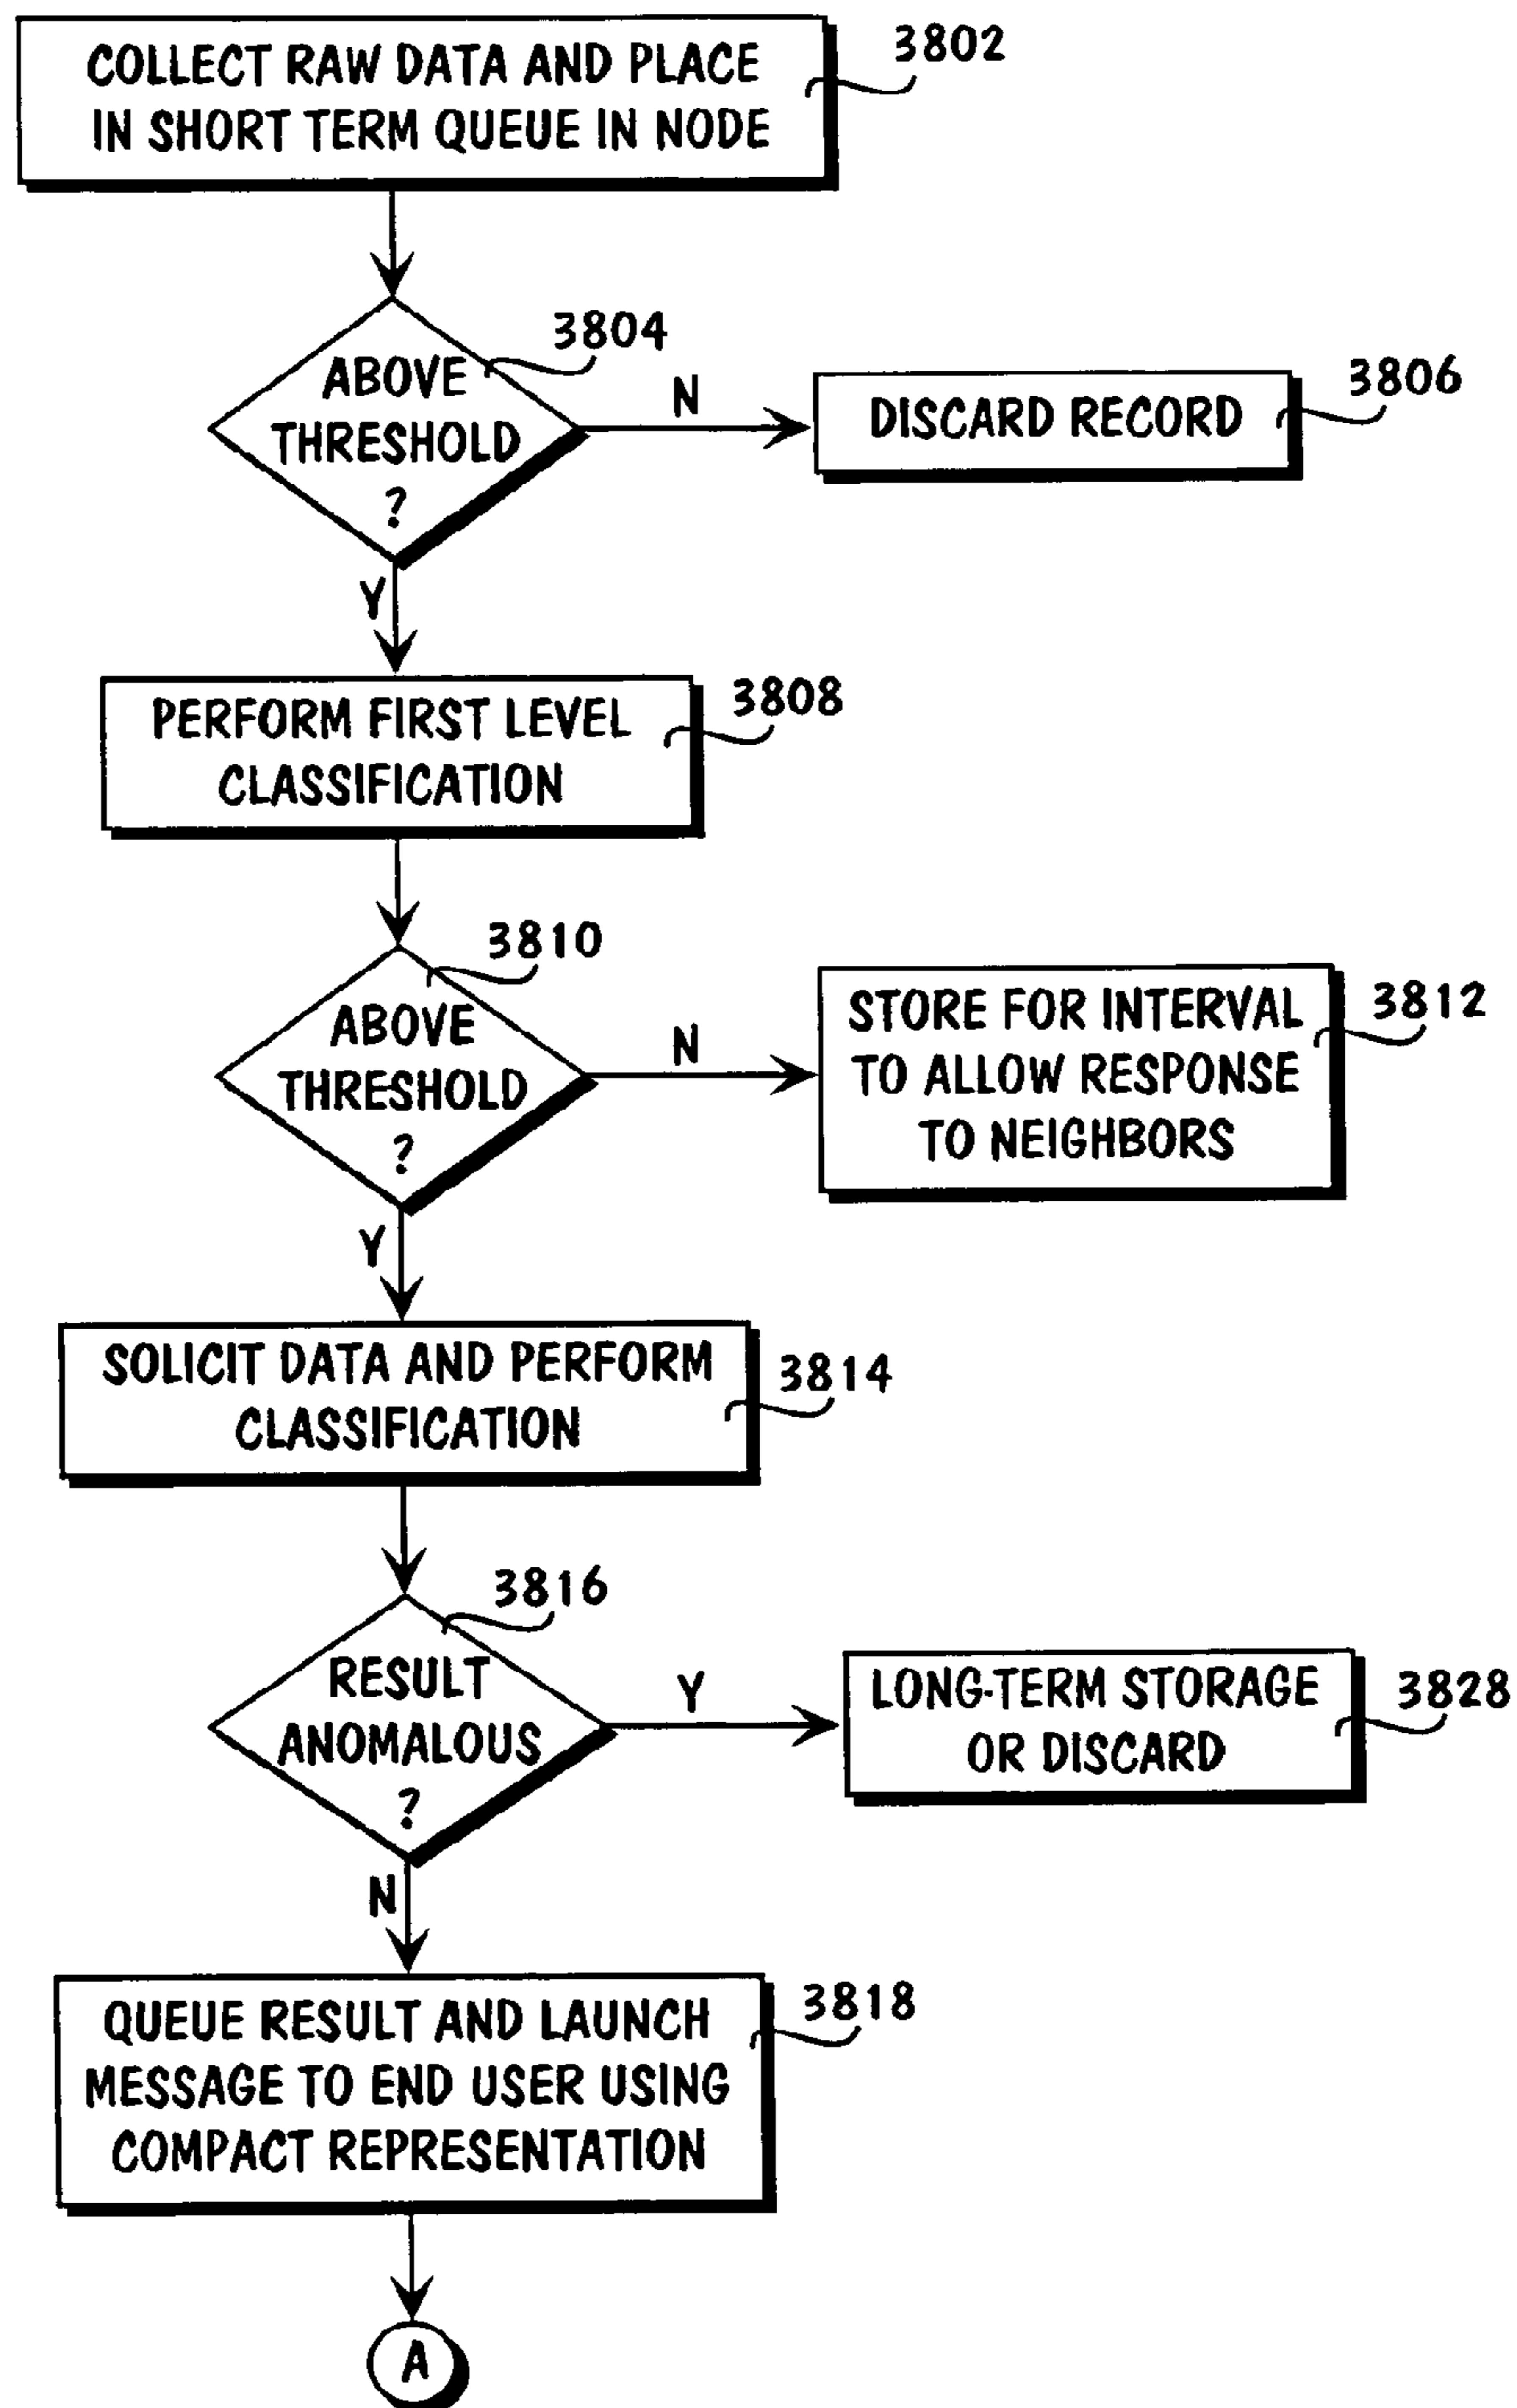 COLLECT RAW DATA AND PLACE
IN SHORT TERM QUEUE IN NODE
3802
ABOVE
THRESHOLD
?
3804
N
DISCARD RECORD
3806
Y
PERFORM FIRST LEVEL
CLASSIFICATION
3808
ABOVE
THRESHOLD
?
3810
N
STORE FOR INTERVAL
TO ALLOW RESPONSE
TO NEIGHBORS
3812
Y
SOLICIT DATA AND PERFORM
CLASSIFICATION
3814
RESULT
ANOMALOUS
?
3816
Y
LONG-TERM STORAGE
OR DISCARD
3828
N
QUEUE RESULT AND LAUNCH
MESSAGE TO END USER USING
COMPACT REPRESENTATION
3818
A